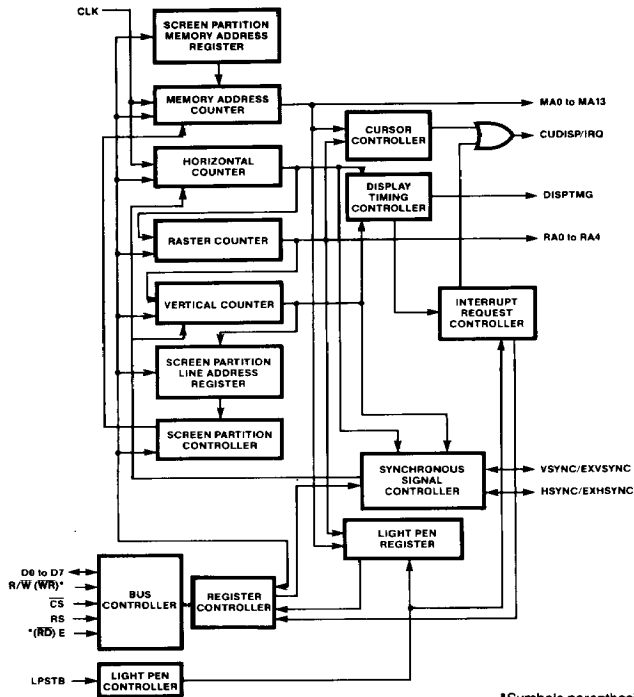 CLK
SCREEN PARTITION
MEMORY ADDRESS
REGISTER
MEMORY ADDRESS
COUNTER
MA0 to MA13
CURSOR
CONTROLLER
CUDISP/IRQ
HORIZONTAL
COUNTER
DISPLAY
TIMING
CONTROLLER
DISPTMG
RASTER COUNTER
RA0 to RA4
VERTICAL COUNTER
INTERRUPT
REQUEST
CONTROLLER
SCREEN PARTITION
LINE ADDRESS
REGISTER
SCREEN PARTITION
CONTROLLER
SYNCHRONOUS
SIGNAL
CONTROLLER
VSYNC/EXVSYNC
HSYNC/EXHSYNC
LIGHT PEN
REGISTER
D0 to D7
R/W̅ (W̅R̅)*
C̅S̅
RS
*(R̅D̅) E
BUS
CONTROLLER
REGISTER
CONTROLLER
LPSTB
LIGHT PEN
CONTROLLER
*Symbols